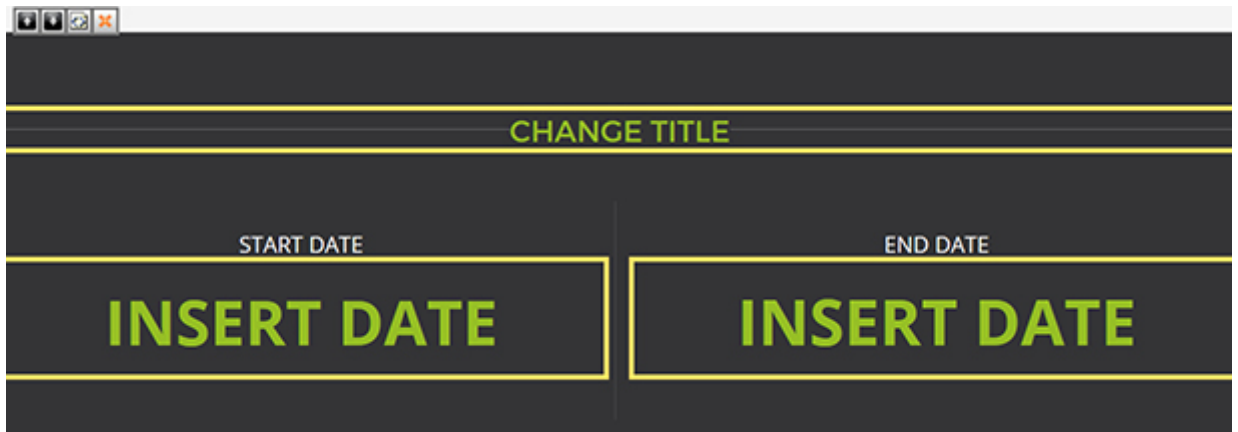 CHANGE TITLE
START DATE
END DATE
INSERT DATE
INSERT DATE